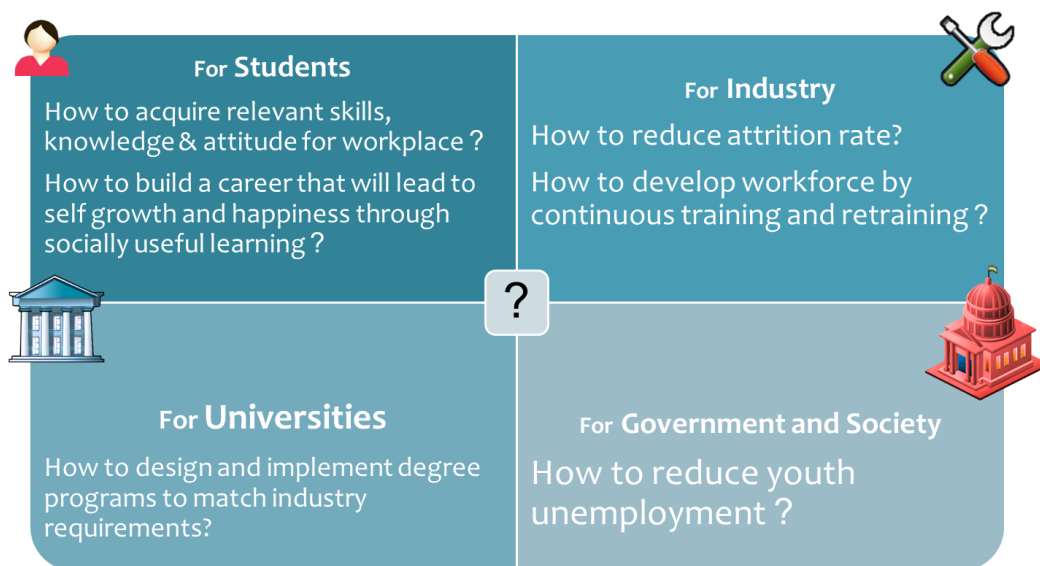 For Students
How to acquire relevant skills,
knowledge & attitude for workplace ?
How to build a career that will lead to
self growth and happiness through
socially useful learning ?
For Industry
How to reduce attrition rate?
How to develop workforce by
continuous training and retraining ?
?
For Universities
How to design and implement degree
programs to match industry
requirements?
For Government and Society
How to reduce youth
unemployment ?